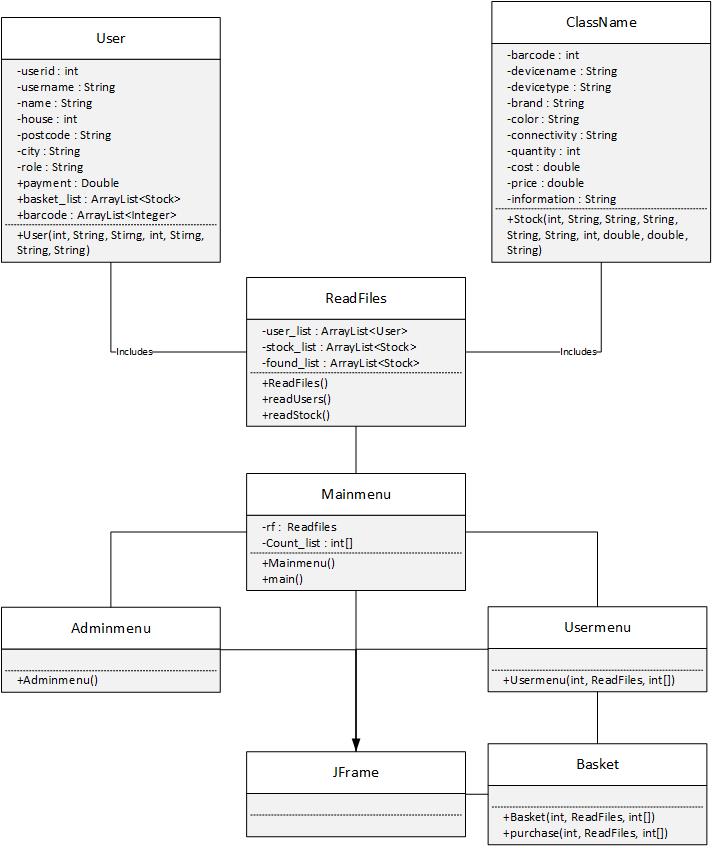 User
-userid : int
-username : String
-name : String
-house : int
-postcode : String
-city : String
-role : String
+payment : Double
+basket_list : ArrayList<Stock>
+barcode : ArrayList<Integer>
+User(int, String, Stirng, int, Stirng,
String, String)
ClassName
-barcode : int
-devicename : String
-devicetype : String
-brand : String
-color : String
-connectivity : String
-quantity : int
-cost : double
-price : double
-information : String
+Stock(int, String, String, String,
String, String, int, double, double,
String)
ReadFiles
-user_list : ArrayList<User>
-stock_list : ArrayList<Stock>
-found_list : ArrayList<Stock>
+ReadFiles()
+readUsers()
+readStock()
Includes
Includes
Mainmenu
-rf : Readfiles
-Count_list : int[]
+Mainmenu()
+main()
Adminmenu
+Adminmenu()
Usermenu
+Usermenu(int, ReadFiles, int[])
JFrame
Basket
+Basket(int, ReadFiles, int[])
+purchase(int, ReadFiles, int[])